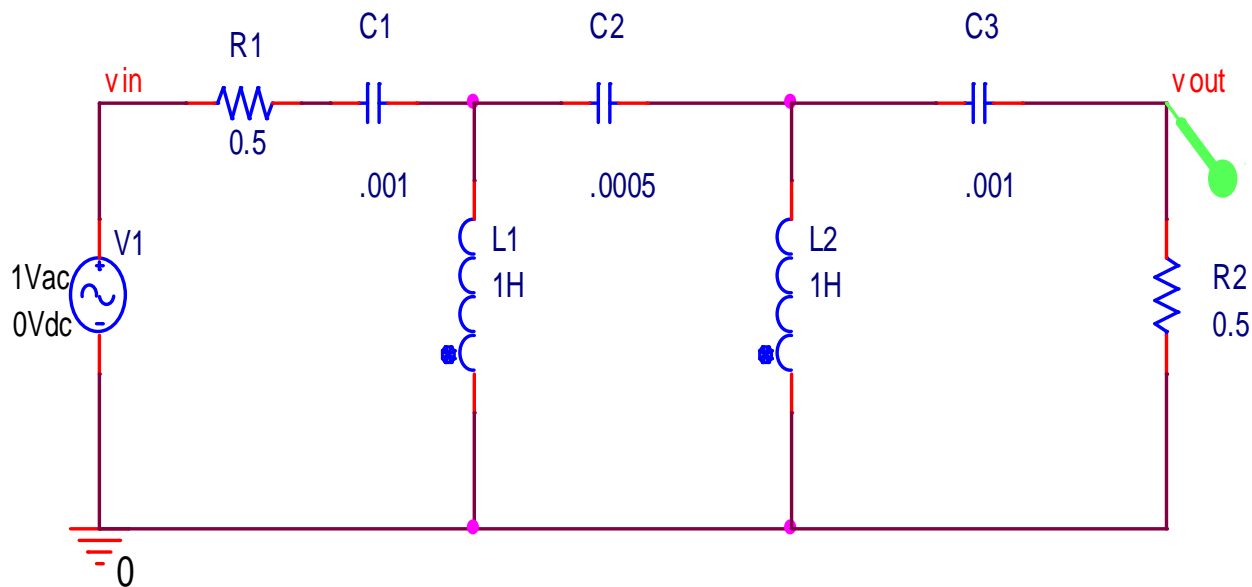 C1
C2
C3
R1
vin
vout
0.5
.001
.0005
.001
V1
L1
L2
1Vac
1H
1H
R2
0Vdc
0.5
0